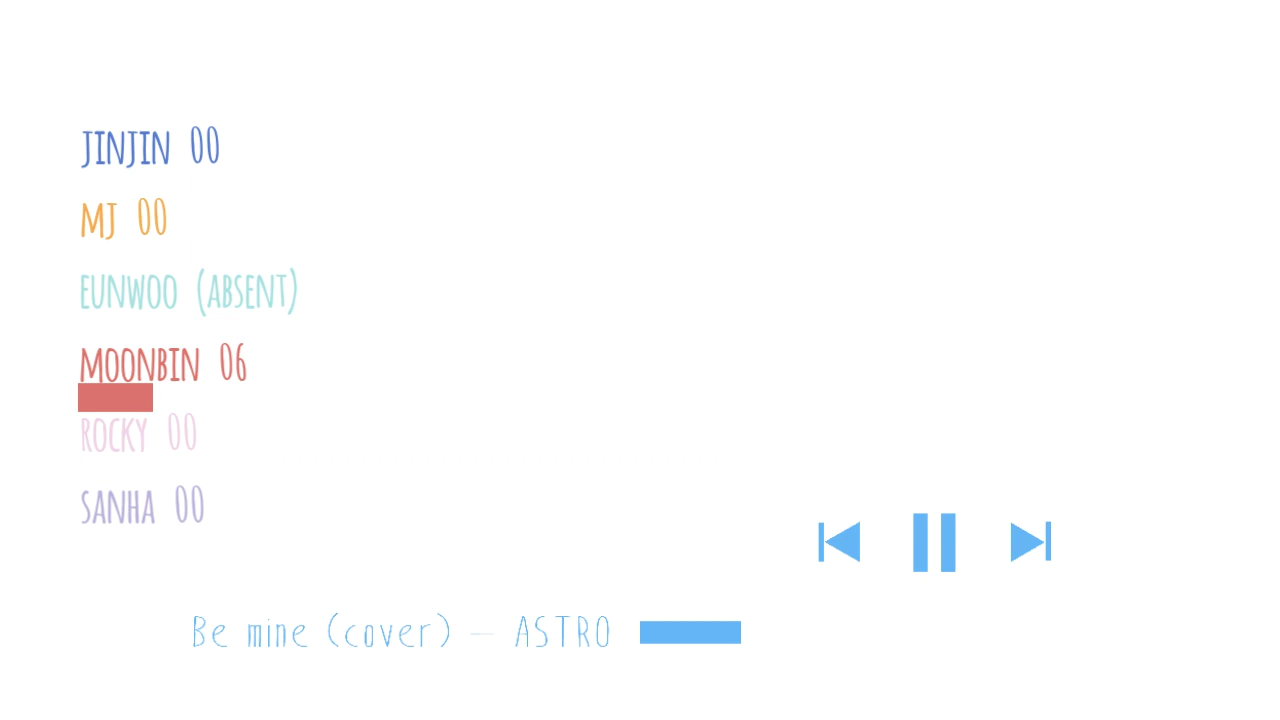 JINJIN 00
MJ 00
EUNWOO (ABSENT)
MOONBIN 06
ROCKY 00
SANHA 00
Be mine (cover) – ASTRO